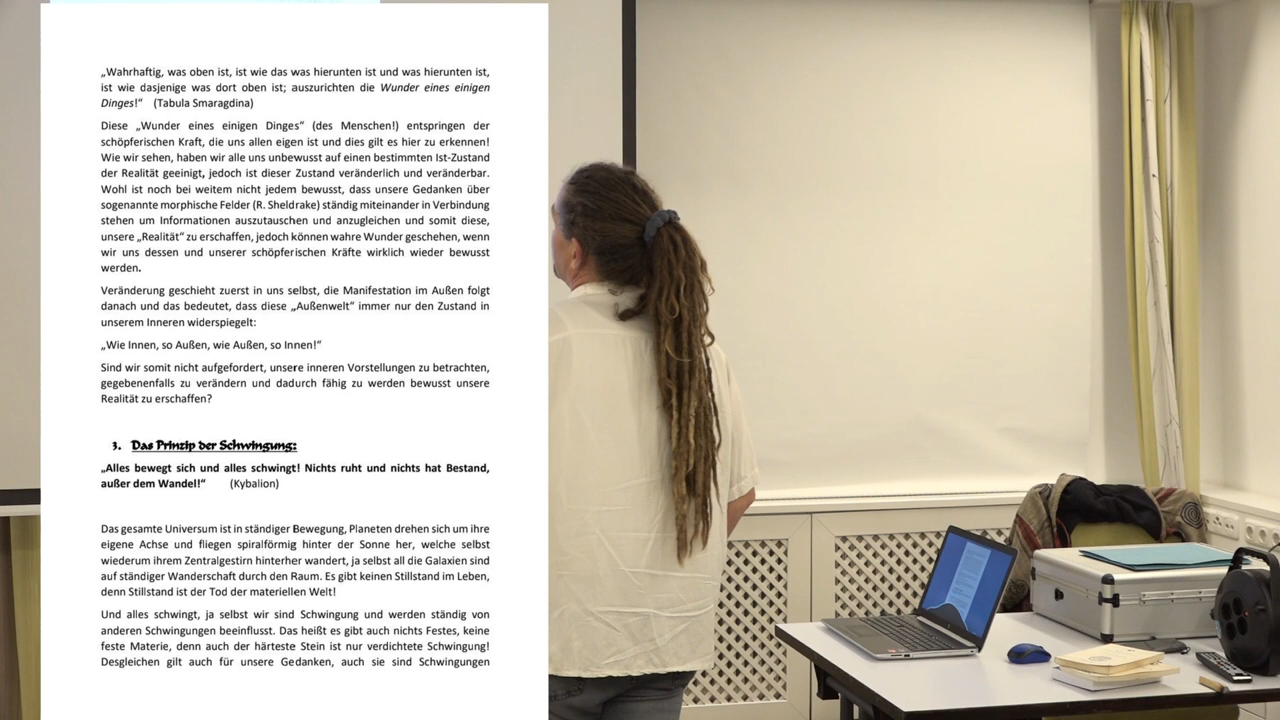 „Wahrhaftig, was oben ist, ist wie das was hierunten ist und was hierunten ist,
ist wie dasjenige was dort oben ist; auszurichten die Wunder eines einigen
Dinges!“ (Tabula Smaragdina)
Diese „Wunder eines einigen Dinges“ (des Menschen!) entspringen der
schöpferischen Kraft, die uns allen eigen ist und dies gilt es hier zu erkennen!
Wie wir sehen, haben wir alle uns unbewusst auf einen bestimmten Ist-Zustand
der Realität geeinigt, jedoch ist dieser Zustand veränderlich und veränderbar.
Wohl ist noch bei weitem nicht jedem bewusst, dass unsere Gedanken über
sogenannte morphische Felder (R. Sheldrake) ständig miteinander in Verbindung
stehen um Informationen auszutauschen und anzugleichen und somit diese,
unsere „Realität“ zu erschaffen, jedoch können wahre Wunder geschehen, wenn
wir uns dessen und unserer schöpferischen Kräfte wirklich wieder bewusst
werden.
Veränderung geschieht zuerst in uns selbst, die Manifestation im Außen folgt
danach und das bedeutet, dass diese „Außenwelt“ immer nur den Zustand in
unserem Inneren widerspiegelt:
„Wie Innen, so Außen, wie Außen, so Innen!“
Sind wir somit nicht aufgefordert, unsere inneren Vorstellungen zu betrachten,
gegebenenfalls zu verändern und dadurch fähig zu werden bewusst unsere
Realität zu erschaffen?
3. Das Prinzip der Schwingung:
„Alles bewegt sich und alles schwingt! Nichts ruht und nichts hat Bestand,
außer dem Wandel!“ (Kybalion)
Das gesamte Universum ist in ständiger Bewegung, Planeten drehen sich um ihre
eigene Achse und fliegen spiralförmig hinter der Sonne her, welche selbst
wiederum ihrem Zentralgestirn hinterher wandert, ja selbst all die Galaxien sind
auf ständiger Wanderschaft durch den Raum. Es gibt keinen Stillstand im Leben,
denn Stillstand ist der Tod der materiellen Welt!
Und alles schwingt, ja selbst wir sind Schwingung und werden ständig von
anderen Schwingungen beeinflusst. Das heißt es gibt auch nichts Festes, keine
feste Materie, denn auch der härteste Stein ist nur verdichtete Schwingung!
Desgleichen gilt auch für unsere Gedanken, auch sie sind Schwingungen